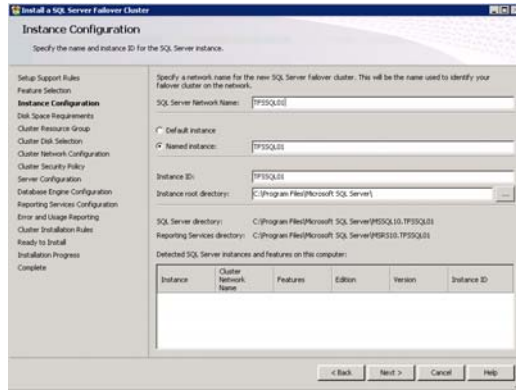 Install a SQL Server Failover Cluster
Instance Configuration
Specify the name and instance ID for the SQL Server instance.
Setup Support Rules
Feature Selection
Instance Configuration
Disk Space Requirements
Cluster Resource Group
Cluster Disk Selection
Cluster Network Configuration
Cluster Security Policy
Server Configuration
Database Engine Configuration
Reporting Services Configuration
Error and Usage Reporting
Cluster Installation Rules
Ready to Install
Installation Progress
Complete
Specify a network name for the new SQL Server failover cluster. This will be the name used to identify your
failover cluster on the network.
SQL Server Network Name: TFSSQL01
Default instance
Named instance: TFSSQL01
Instance ID: TFSSQL01
Instance root directory: C:\Program Files\Microsoft SQL Server\ ...
SQL Server directory: C:\Program Files\Microsoft SQL Server\MSSQL10.TFSSQL01
Reporting Services directory: C:\Program Files\Microsoft SQL Server\MSRS10.TFSSQL01
Detected SQL Server instances and features on this computer:
Instance Cluster Network Name Features Edition Version Instance ID
< Back Next > Cancel Help